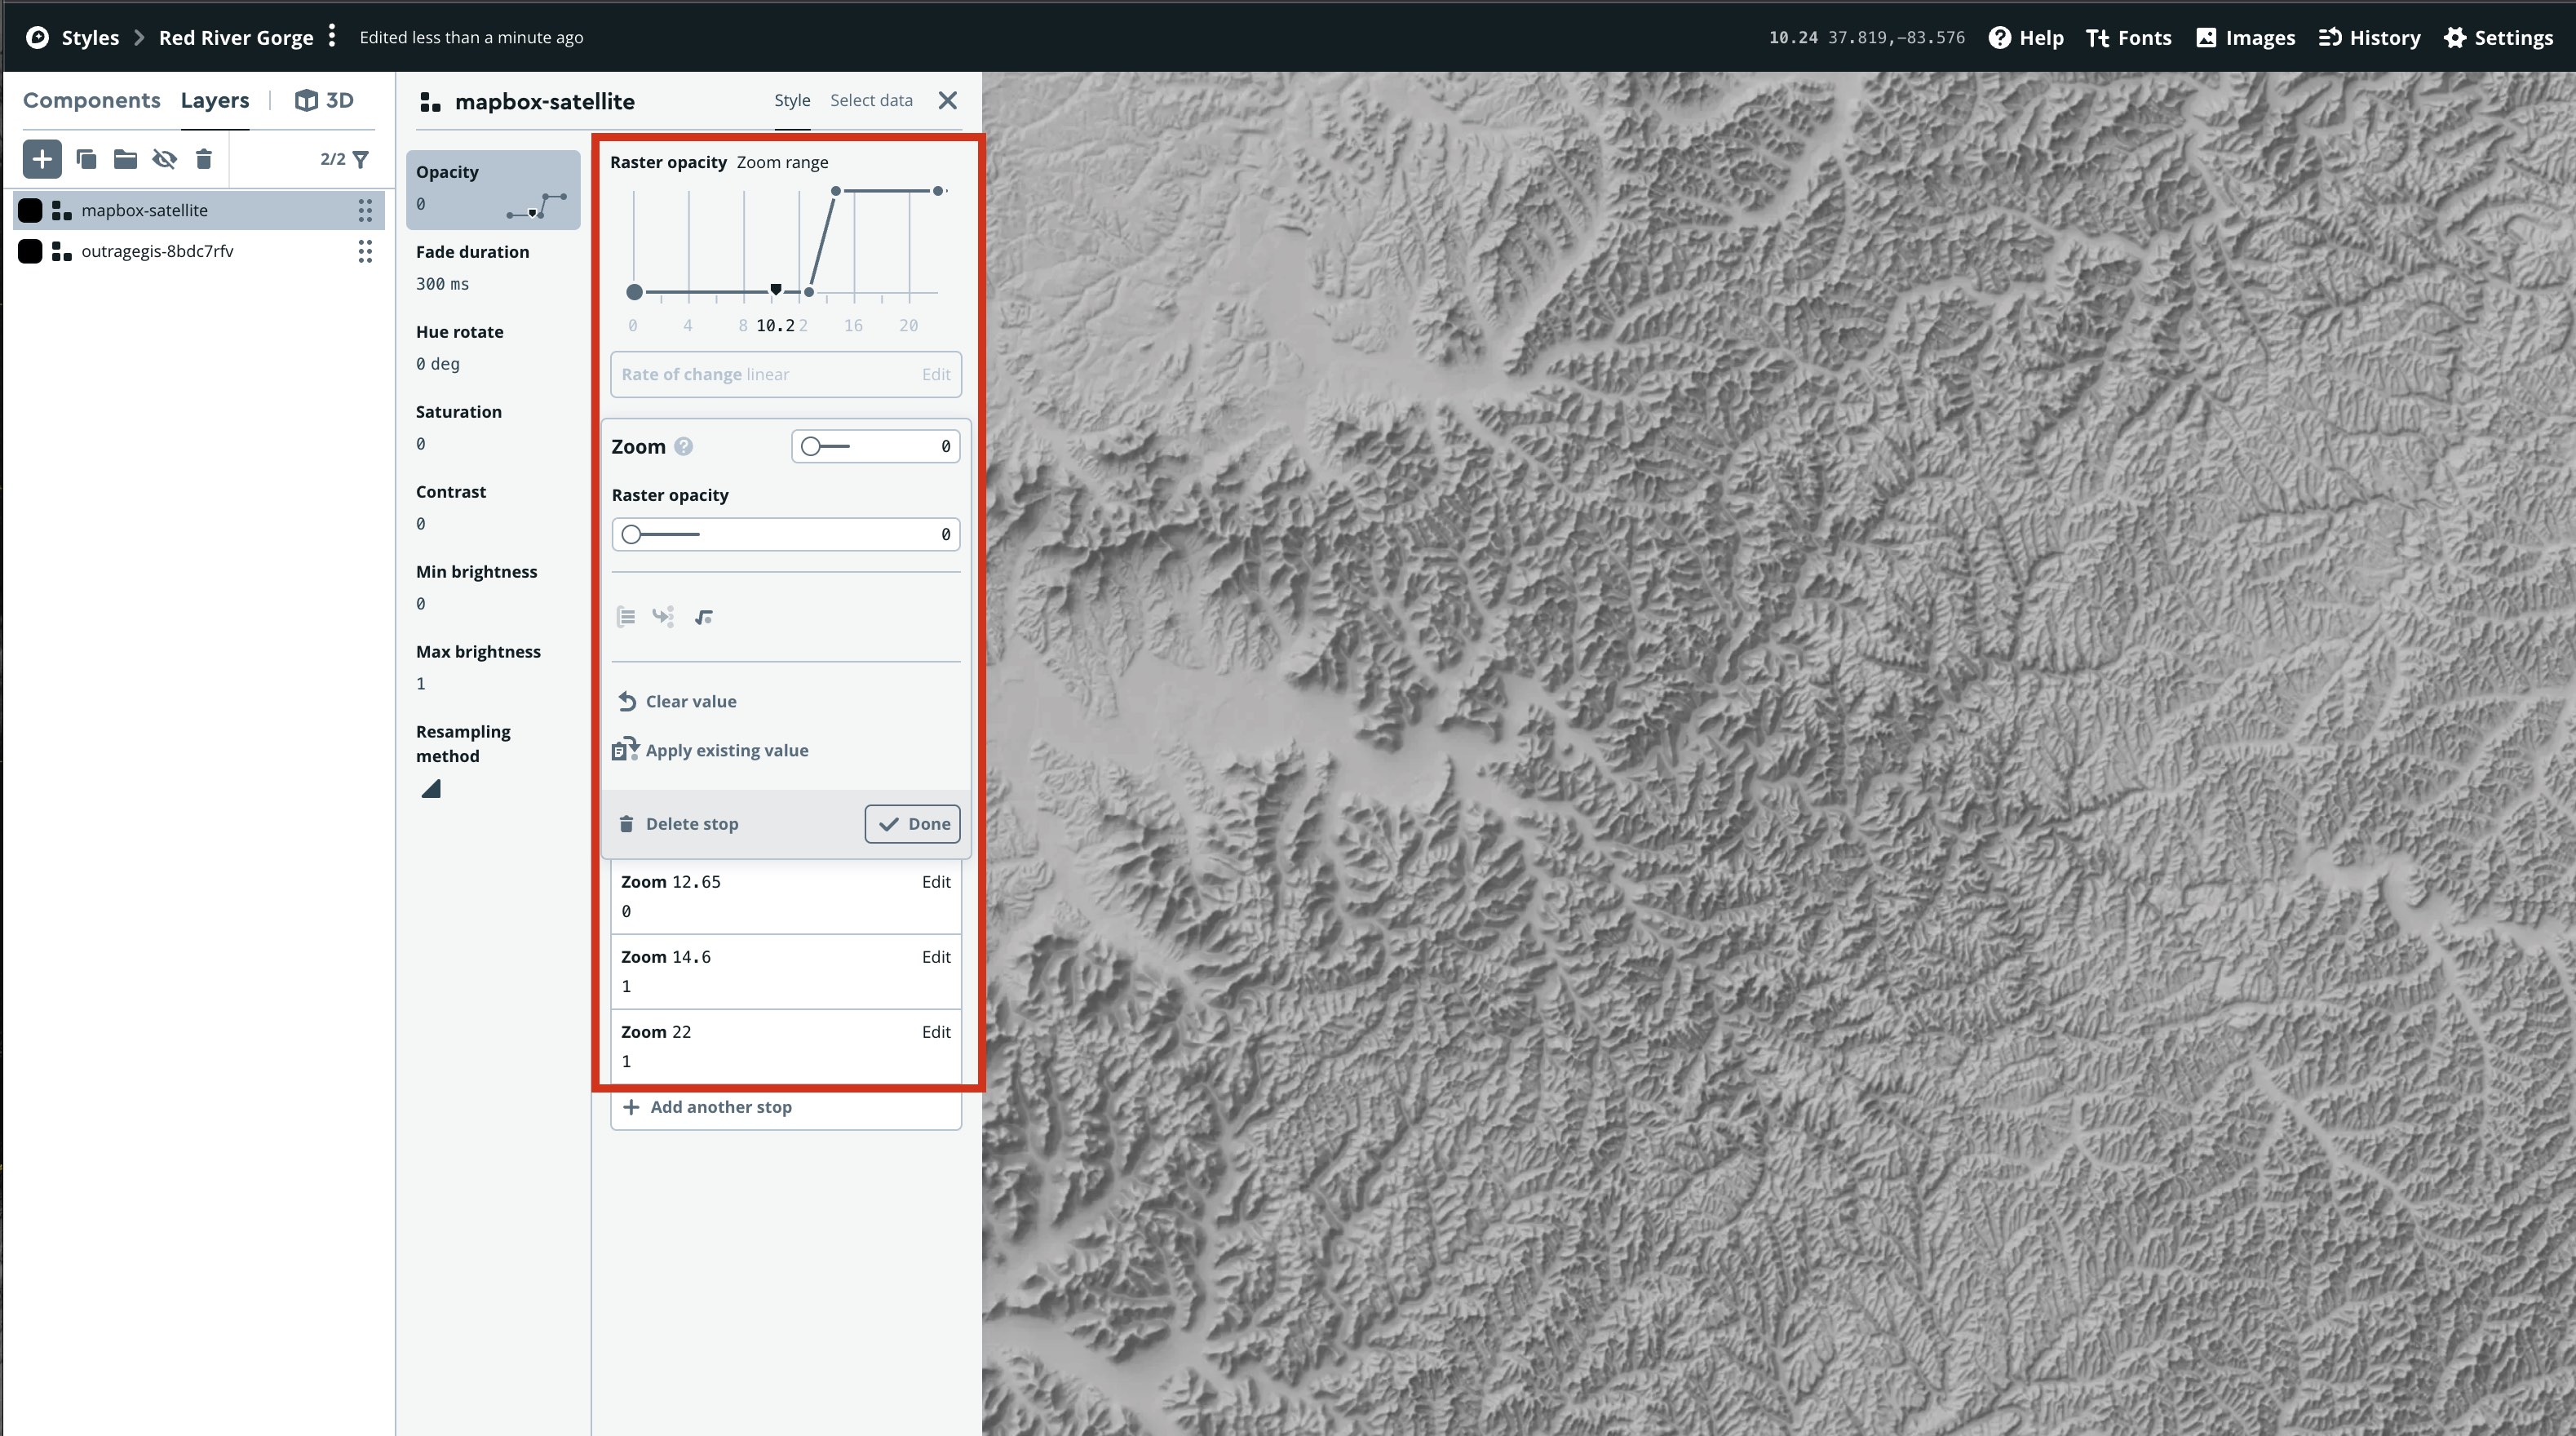 Styles > Red River Gorge Edited less than a minute ago 10.24 37.819,-83.576 Help Fonts Images History Settings
Components Layers 3D
2/2
mapbox-satellite
outragegis-8bdc7rfv
mapbox-satellite Style Select data
Opacity
0
Fade duration
300 ms
Hue rotate
0 deg
Saturation
0
Contrast
0
Min brightness
0
Max brightness
1
Resampling
method
Raster opacity Zoom range
0 4 8 10.2 2 16 20
Rate of change linear Edit
Zoom ? 0
Raster opacity
0
Clear value
Apply existing value
Delete stop Done
Zoom 12.65 Edit
0
Zoom 14.6 Edit
1
Zoom 22 Edit
1
+ Add another stop